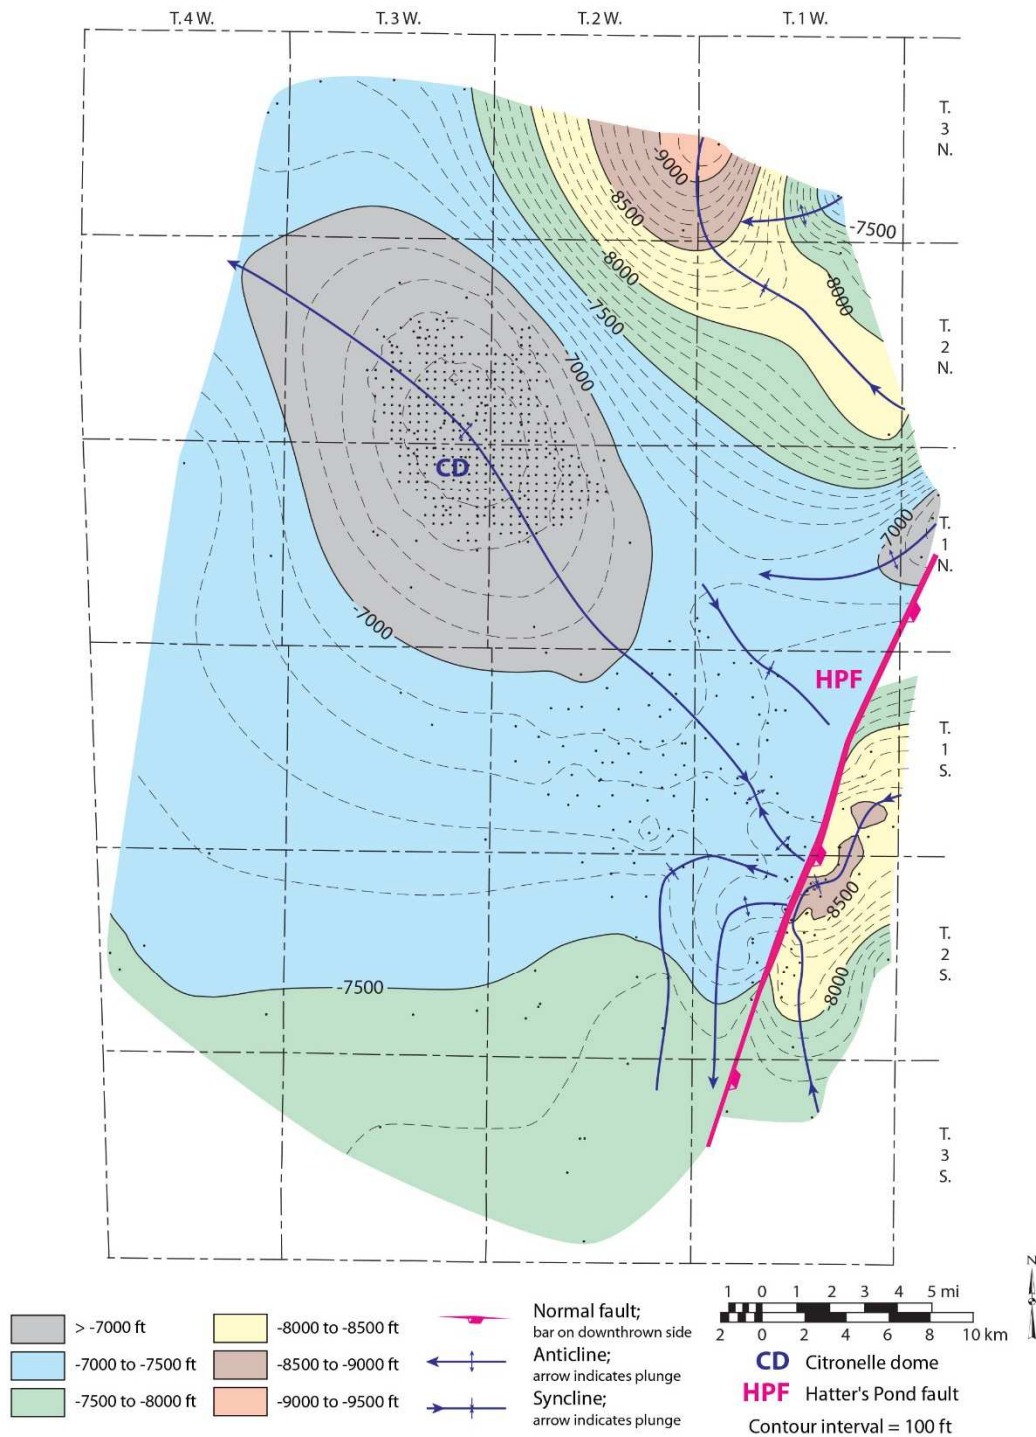 T.4W. T.3W. T.2W. T.1W.
T. 3 N.
-9000
-8500
-7500
-8000
-8000
T. 2 N.
-7500
-7000
CD
-7000
T. 1 N.
-7000
HPF
T. 1 S.
-8500
T. 2 S.
-8000
-7500
T. 3 S.
N
> -7000 ft
-7000 to -7500 ft
-7500 to -8000 ft
-8000 to -8500 ft
-8500 to -9000 ft
-9000 to -9500 ft
Normal fault;
bar on downthrown side
Anticline;
arrow indicates plunge
Syncline;
arrow indicates plunge
1 0 1 2 3 4 5 mi
2 0 2 4 6 8 10 km
CD Citronelle dome
HPF Hatter's Pond fault
Contour interval = 100 ft